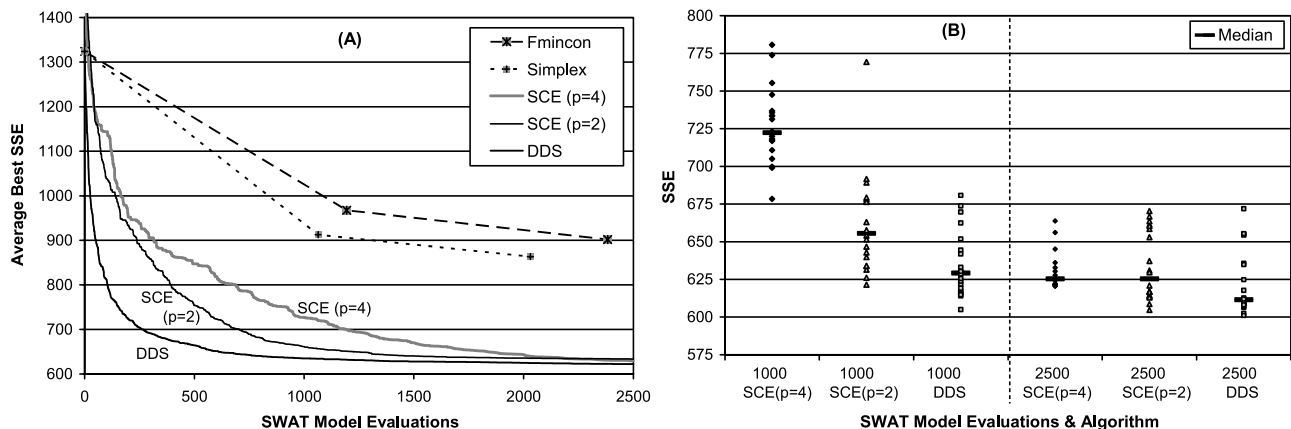 (A)
1400
1300
1200
1100
1000
900
800
700
600
Average Best SSE
Fmincon
Simplex
SCE (p=4)
SCE (p=2)
DDS
SCE (p=4)
SCE
(p=2)
DDS
0 500 1000 1500 2000 2500
SWAT Model Evaluations
(B)
Median
800
775
750
725
700
675
650
625
600
575
SSE
1000 1000 1000 2500 2500 2500
SCE(p=4) SCE(p=2) DDS SCE(p=4) SCE(p=2) DDS
SWAT Model Evaluations & Algorithm